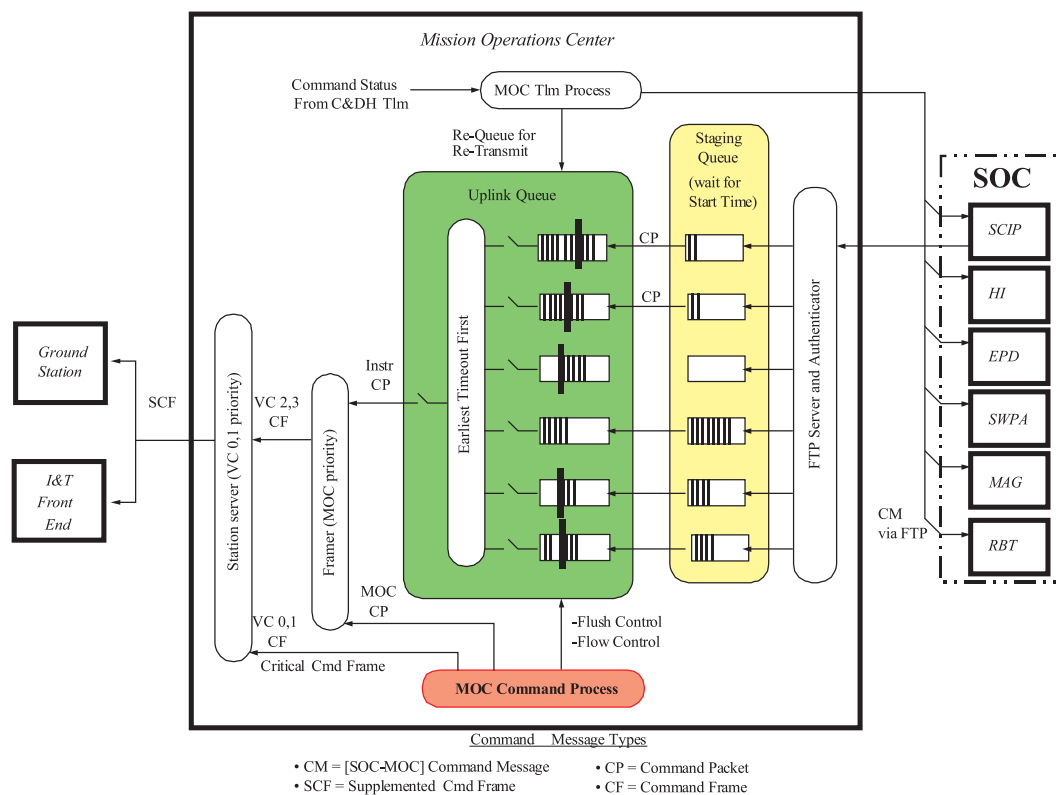 Mission Operations Center
Command Status
From C&DH Tlm
MOC Tlm Process
Re-Queue for
Re-Transmit
Staging
Queue
(wait for
Start Time)
Uplink Queue
SOC
SCIP
HI
EPD
SWPA
MAG
RBT
CP
CP
Earliest Timeout First
FTP Server and Authenticator
CM
via FTP
Instr
CP
VC 2,3
CF
Framer (MOC priority)
Station server (VC 0,1 priority)
SCF
Ground
Station
I&T
Front
End
MOC
CP
VC 0,1
CF
Critical Cmd Frame
-Flush Control
-Flow Control
MOC Command Process
Command Message Types
• CM = [SOC-MOC] Command Message
• SCF = Supplemented Cmd Frame
• CP = Command Packet
• CF = Command Frame